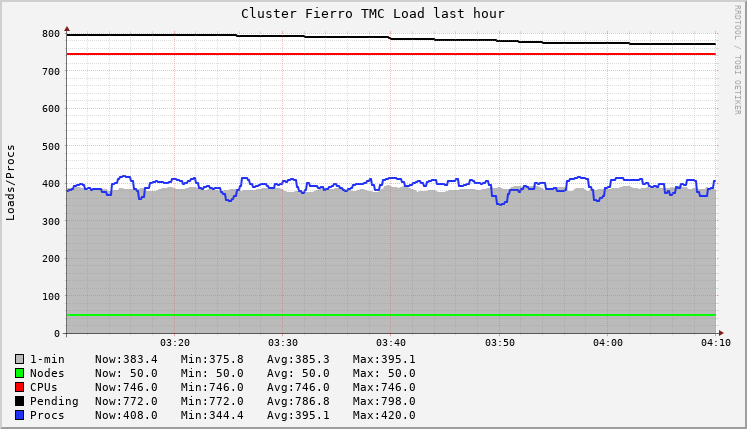 Cluster Fierro TMC Load last hour
RRDTOOL / TOBI OETIKER
Loads/Procs
800
700
600
500
400
300
200
100
0
03:20 03:30 03:40 03:50 04:00 04:10
1-min Now:383.4 Min:375.8 Avg:385.3 Max:395.1
Nodes Now: 50.0 Min: 50.0 Avg: 50.0 Max: 50.0
CPUs Now:746.0 Min:746.0 Avg:746.0 Max:746.0
Pending Now:772.0 Min:772.0 Avg:786.8 Max:798.0
Procs Now:408.0 Min:344.4 Avg:395.1 Max:420.0